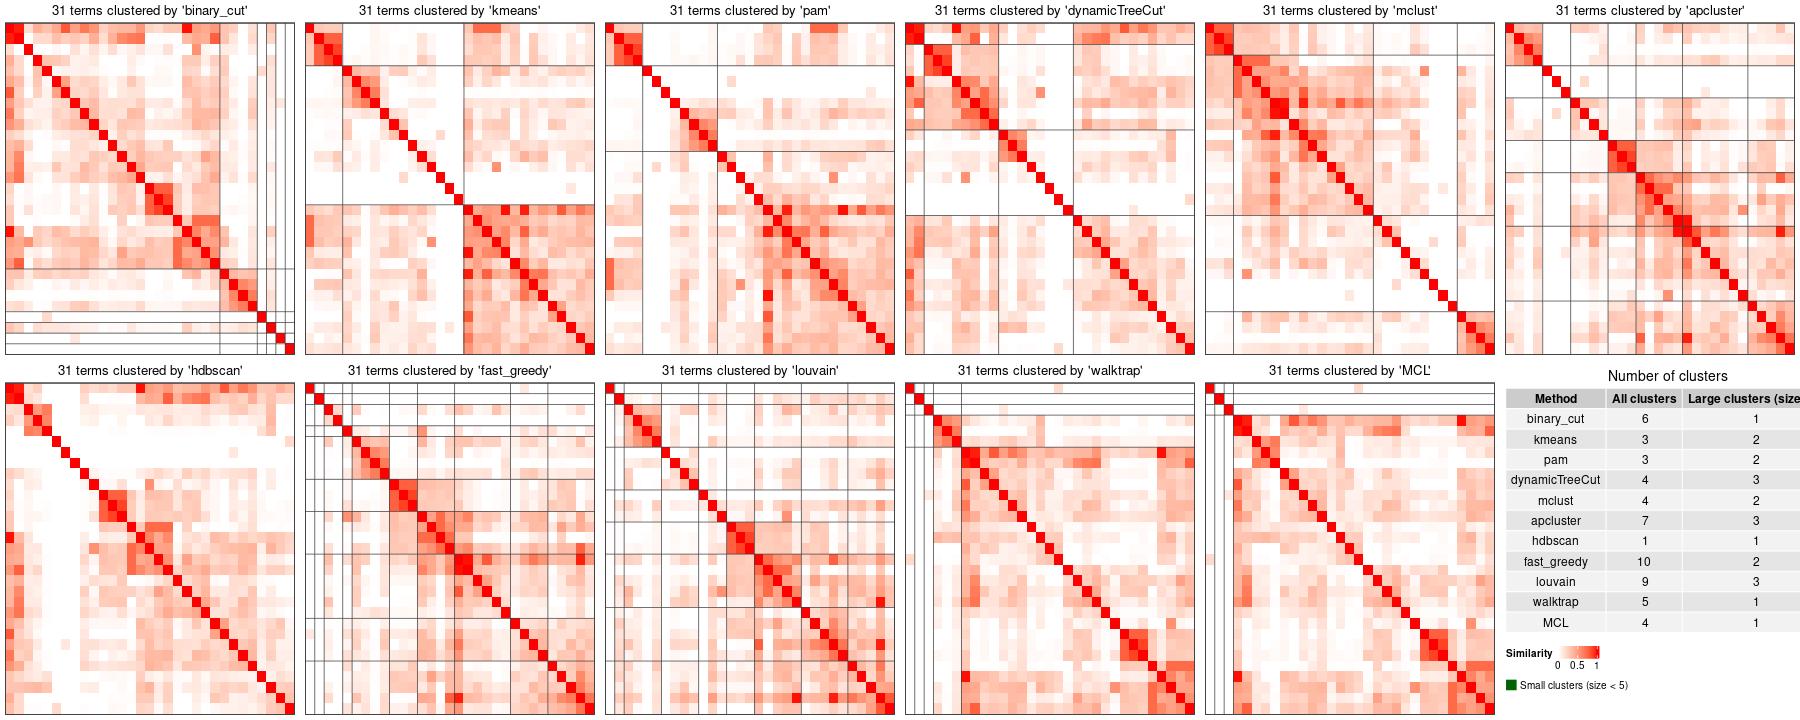 31 terms clustered by 'binary_cut'
31 terms clustered by 'kmeans'
31 terms clustered by 'pam'
31 terms clustered by 'dynamicTreeCut'
31 terms clustered by 'mclust'
31 terms clustered by 'apcluster'
31 terms clustered by 'hdbscan'
31 terms clustered by 'fast_greedy'
31 terms clustered by 'louvain'
31 terms clustered by 'walktrap'
31 terms clustered by 'MCL'
Number of clusters
Method All clusters Large clusters (size
binary_cut 6 1
kmeans 3 2
pam 3 2
dynamicTreeCut 4 3
mclust 4 2
apcluster 7 3
hdbscan 1 1
fast_greedy 10 2
louvain 9 3
walktrap 5 1
MCL 4 1
Similarity
0 0.5 1
Small clusters (size < 5)